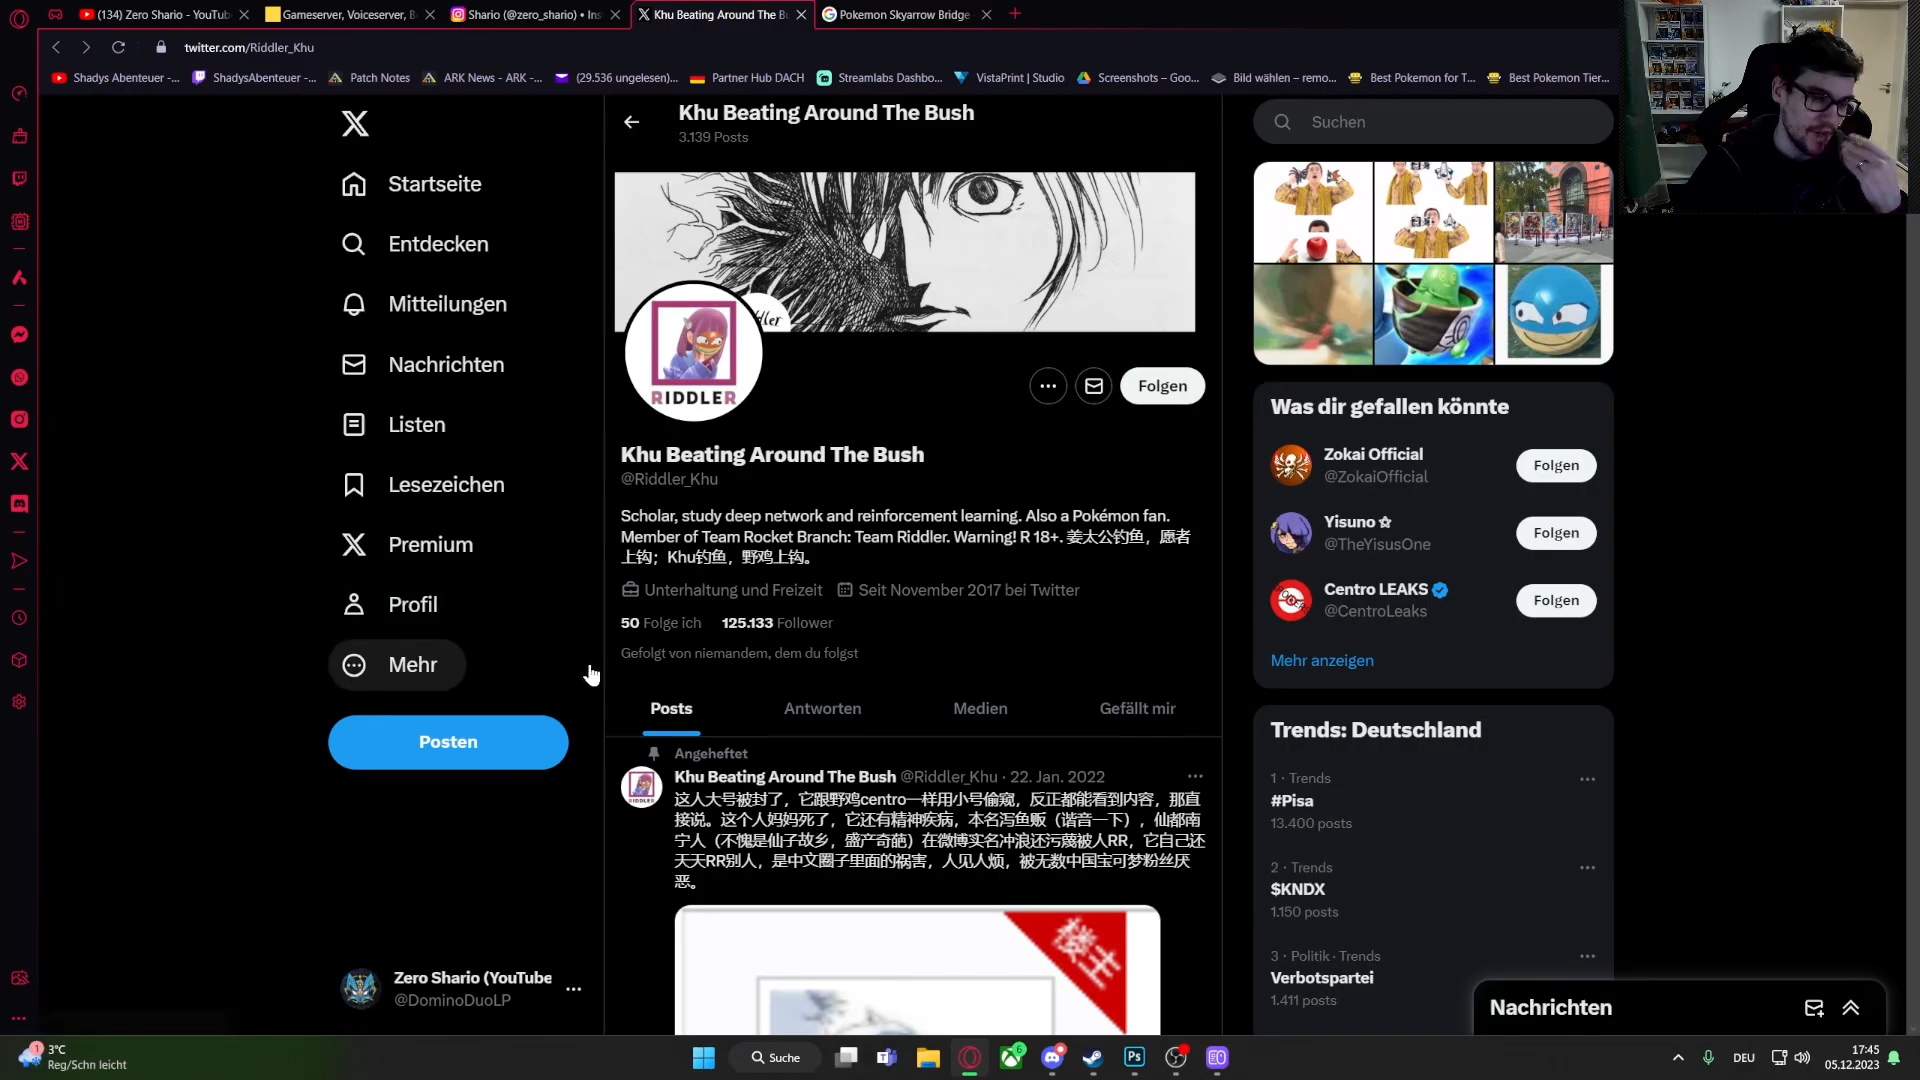 (134) Zero Shario - YouTub
Gameserver, Voiceserver, B
Shario (@zero_shario) • Ins
Khu Beating Around The Bu
Pokemon Skyarrow Bridge
twitter.com/Riddler_Khu
Shadys Abenteuer -...
ShadysAbenteuer -...
Patch Notes
ARK News - ARK -...
(29.536 ungelesen)...
Partner Hub DACH
Streamlabs Dashbo...
VistaPrint | Studio
Screenshots – Goo...
Bild wählen – remo...
Best Pokemon for T...
Best Pokemon Tier...
Startseite
Entdecken
Mitteilungen
Nachrichten
Listen
Lesezeichen
Premium
Profil
Mehr
Posten
Zero Shario (YouTube
@DominoDuoLP
Khu Beating Around The Bush
3.139 Posts
RIDDLER
Folgen
Khu Beating Around The Bush
@Riddler_Khu
Scholar, study deep network and reinforcement learning. Also a Pokémon fan.
Member of Team Rocket Branch: Team Riddler. Warning! R 18+. 姜太公钓鱼，愿者
上钩；Khu钓鱼，野鸡上钩。
Unterhaltung und Freizeit
Seit November 2017 bei Twitter
50 Folge ich
125.133 Follower
Gefolgt von niemandem, dem du folgst
Posts
Antworten
Medien
Gefällt mir
Angeheftet
Khu Beating Around The Bush @Riddler_Khu · 22. Jan. 2022
这人大号被封了，它跟野鸡centro一样用小号偷窥，反正都能看到内容，那直
接说。这个人妈妈死了，它还有精神疾病，本名泻鱼贩（谐音一下），仙都南
宁人（不愧是仙子故乡，盛产奇葩）在微博实名冲浪还污蔑被人RR，它自己还
天天RR别人，是中文圈子里面的祸害，人见人烦，被无数中国宝可梦粉丝厌
恶。
楼主
Suchen
Was dir gefallen könnte
Zokai Official
@ZokaiOfficial
Folgen
Yisuno ☆
@TheYisusOne
Folgen
Centro LEAKS
@CentroLeaks
Folgen
Mehr anzeigen
Trends: Deutschland
1 · Trends
#Pisa
13.400 posts
2 · Trends
$KNDX
1.150 posts
3 · Politik · Trends
Verbotspartei
1.411 posts
Nachrichten
1
3°C
Reg/Schn leicht
Suche
6
Ps
DEU
17:45
05.12.2023